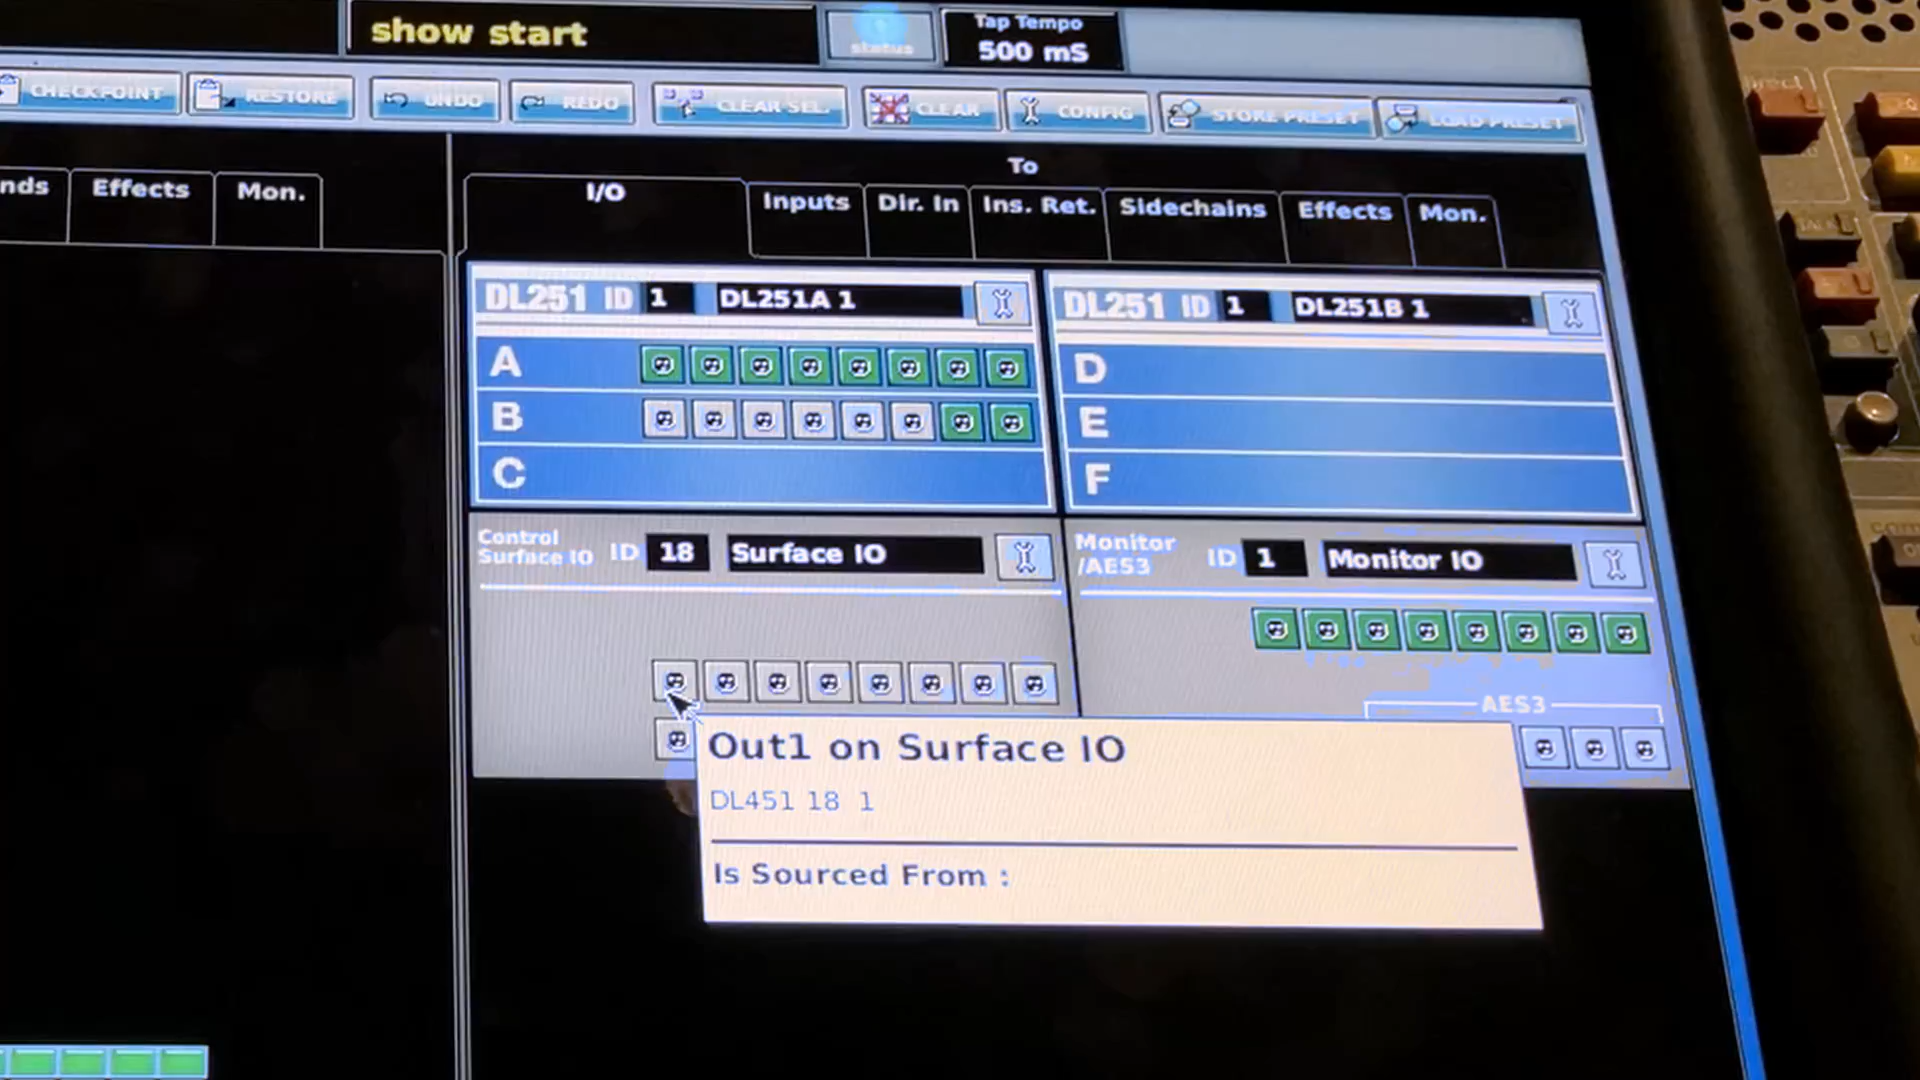 show start
status
Tap Tempo
500 mS
CHECKPOINT
RESTORE
UNDO
REDO
CLEAR SEL.
CLEAR
CONFIG
STORE PRESET
LOAD PRESET
To
nds
Effects
Mon.
I/O
Inputs
Dir. In
Ins. Ret.
Sidechains
Effects
Mon.
DL251 ID 1 DL251A 1
DL251 ID 1 DL251B 1
A
B
C
D
E
F
Control
Surface IO
ID 18 Surface IO
Monitor
/AES3
ID 1 Monitor IO
AES3
Out1 on Surface IO
DL451 18 1
Is Sourced From :